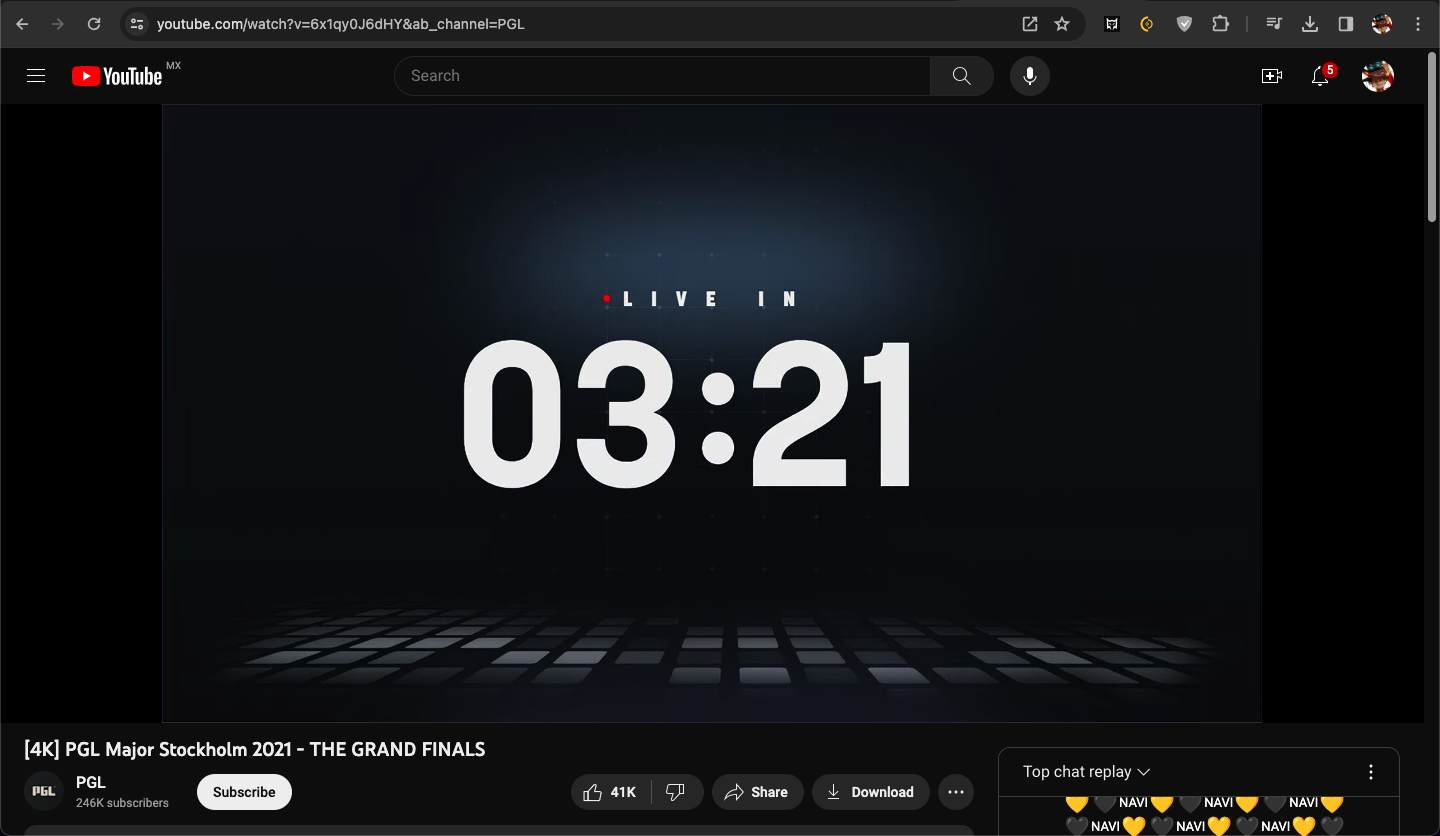 youtube.com/watch?v=6x1qy0J6dHY&ab_channel=PGL
YouTube MX
Search
5
LIVE IN
03:21
[4K] PGL Major Stockholm 2021 - THE GRAND FINALS
PGL
PGL
246K subscribers
Subscribe
41K
Share
Download
Top chat replay
💛🖤NAVI💛🖤NAVI💛🖤NAVI💛
🖤NAVI💛🖤NAVI💛🖤NAVI💛🖤